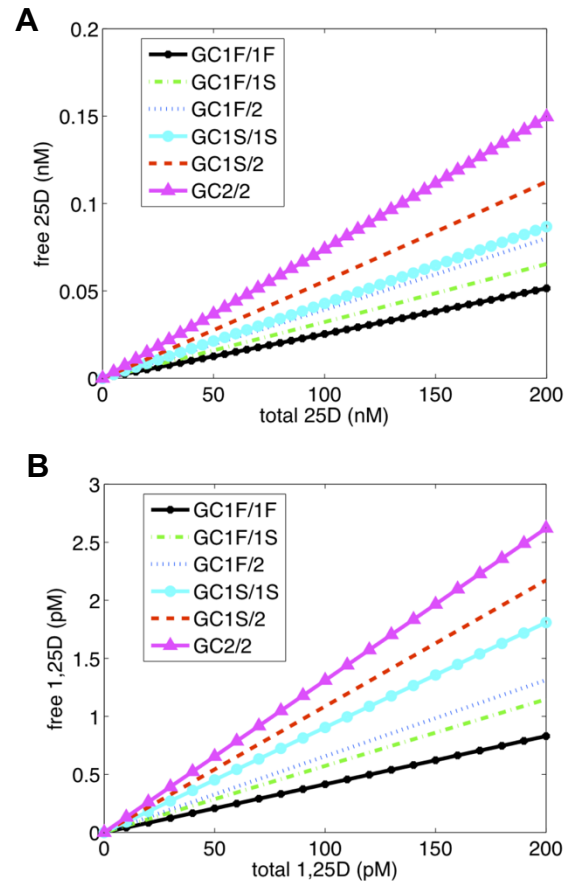 A
0.2
0.15
0.1
0.05
0
free 25D (nM)
GC1F/1F
GC1F/1S
GC1F/2
GC1S/1S
GC1S/2
GC2/2
0 50 100 150 200
total 25D (nM)
B
3
2.5
2
1.5
1
0.5
0
free 1,25D (pM)
GC1F/1F
GC1F/1S
GC1F/2
GC1S/1S
GC1S/2
GC2/2
0 50 100 150 200
total 1,25D (pM)